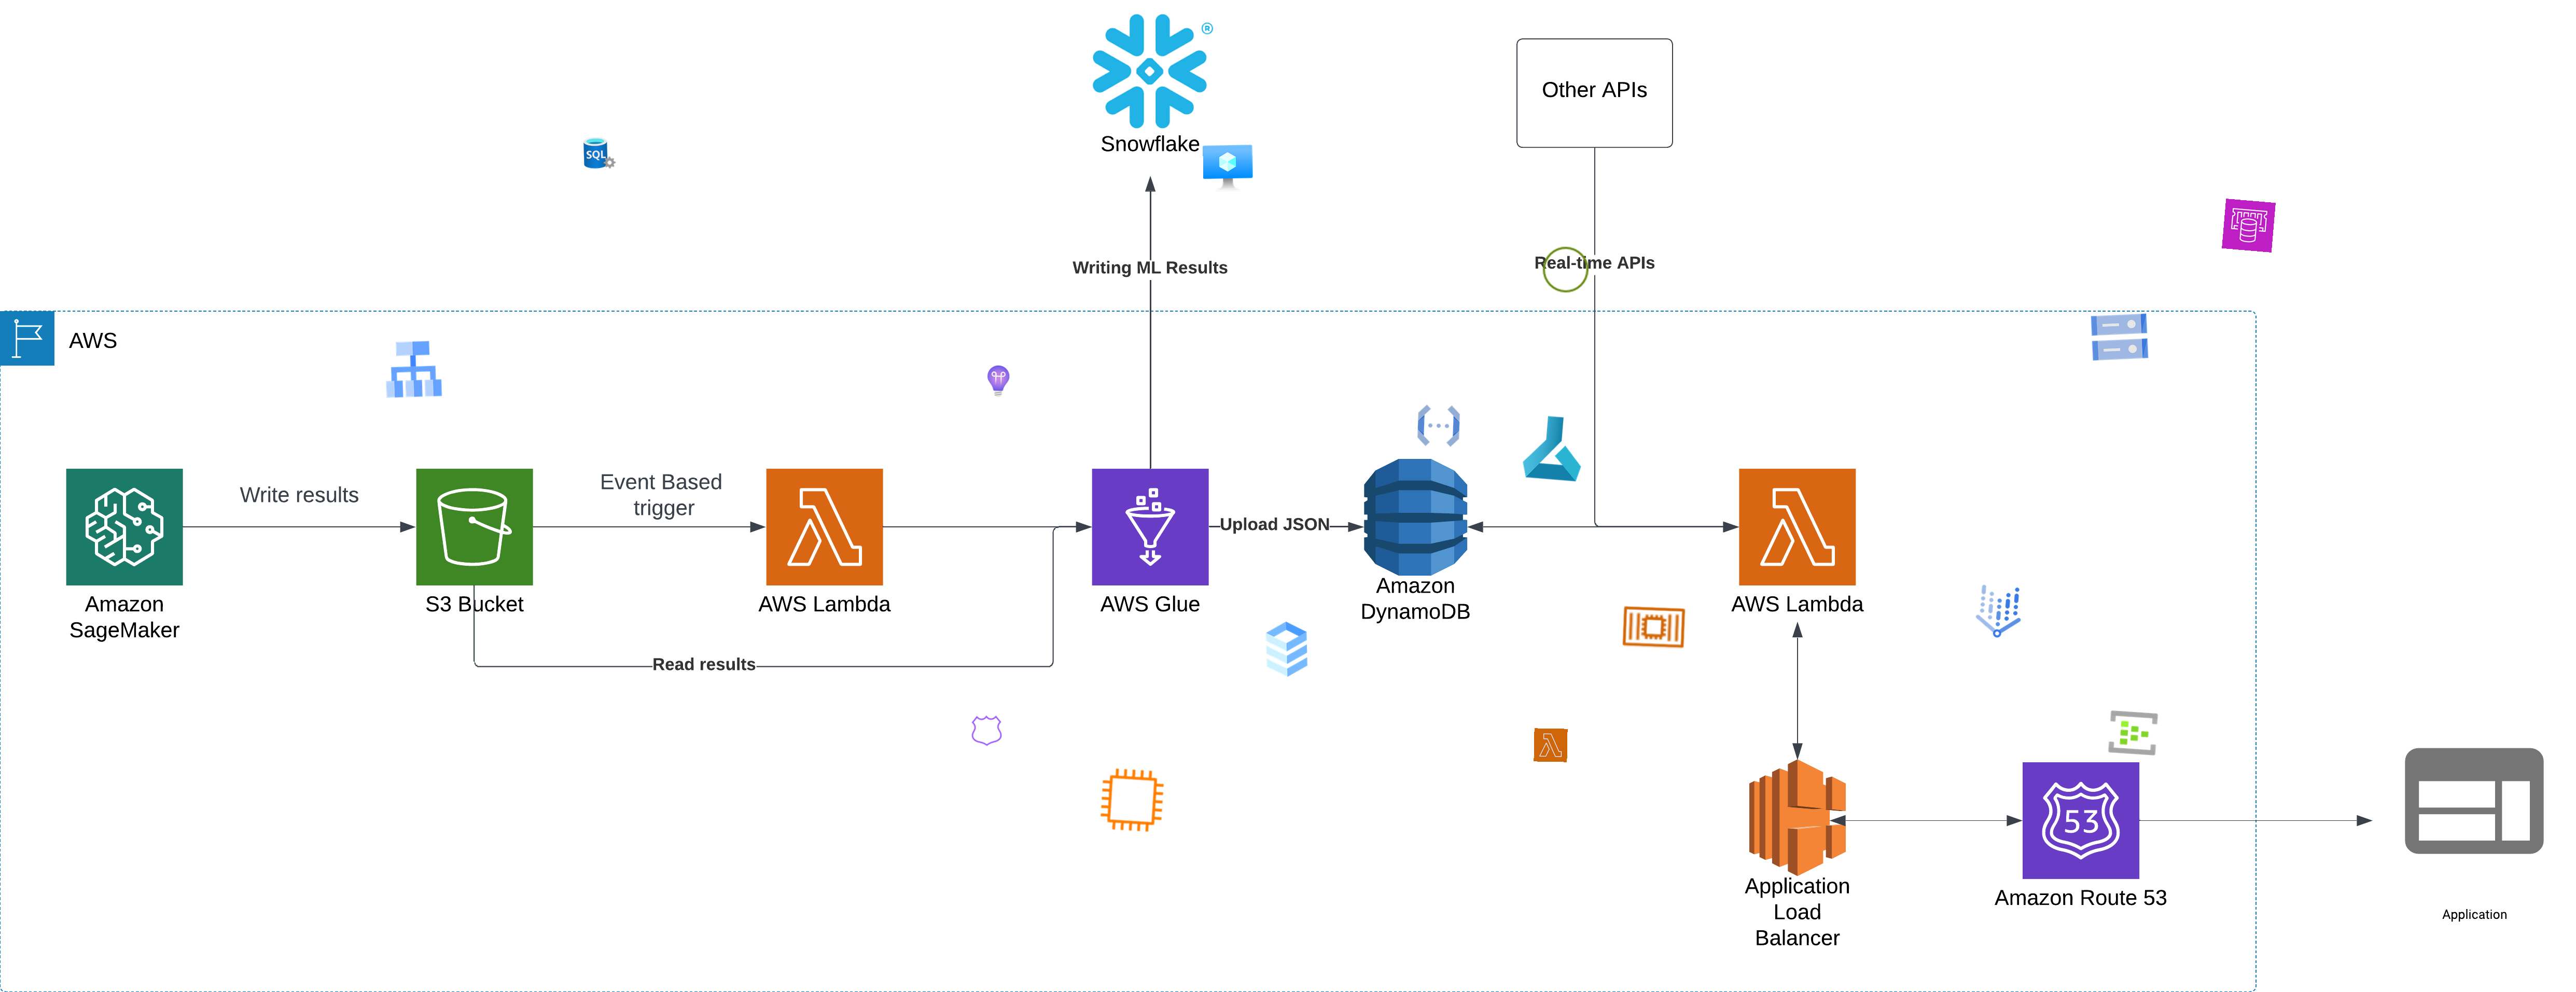 ®
Snowflake
Other APIs
SQL
Writing ML Results
Real-time APIs
AWS
Write results
Event Based
trigger
Upload JSON
Amazon
SageMaker
S3 Bucket
AWS Lambda
AWS Glue
Amazon
DynamoDB
AWS Lambda
Read results
53
Application
Load
Balancer
Amazon Route 53
Application